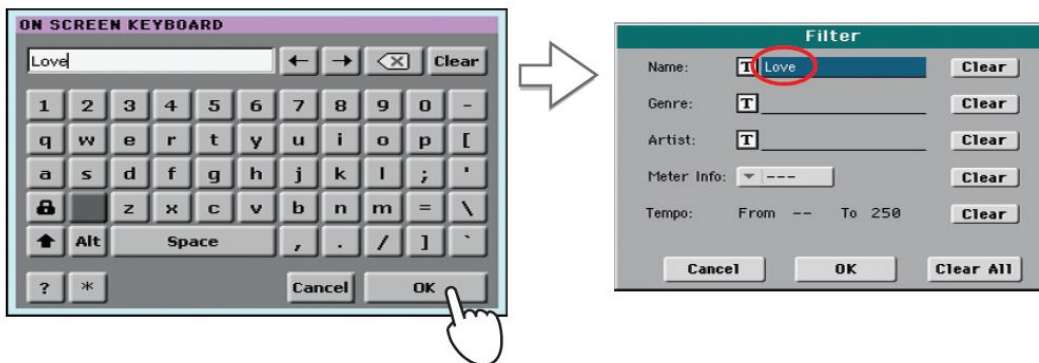 ON SCREEN KEYBOARD
Love
← → Clear
1 2 3 4 5 6 7 8 9 0 -
q w e r t y u i o p [
a s d f g h j k l ; '
z x c v b n m = \
Alt Space , . / ] `
? * Cancel OK
Filter
Name: T Love Clear
Genre: T Clear
Artist: T Clear
Meter Info: --- Clear
Tempo: From -- To 250 Clear
Cancel OK Clear All